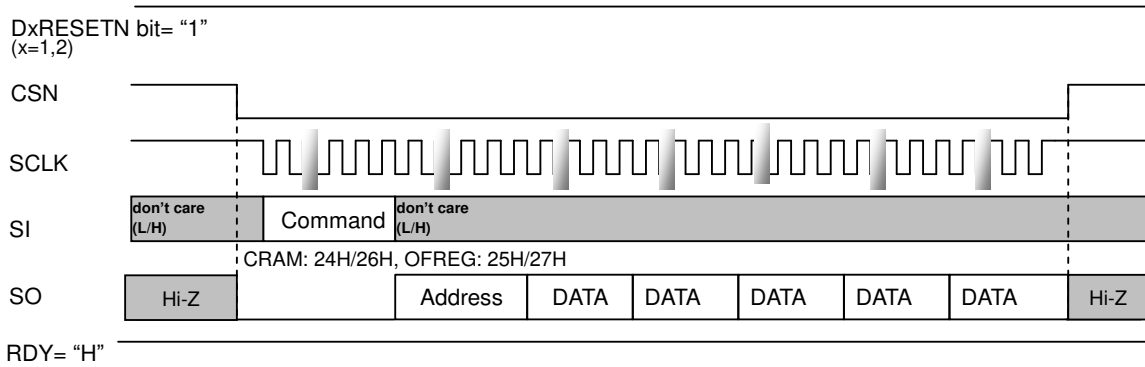 DxRESETN bit= “1”
(x=1,2)
CSN
SCLK
SI
don't care
(L/H)
Command
don't care
(L/H)
CRAM: 24H/26H, OFREG: 25H/27H
SO
Hi-Z
Address
DATA
DATA
DATA
DATA
DATA
Hi-Z
RDY= “H”